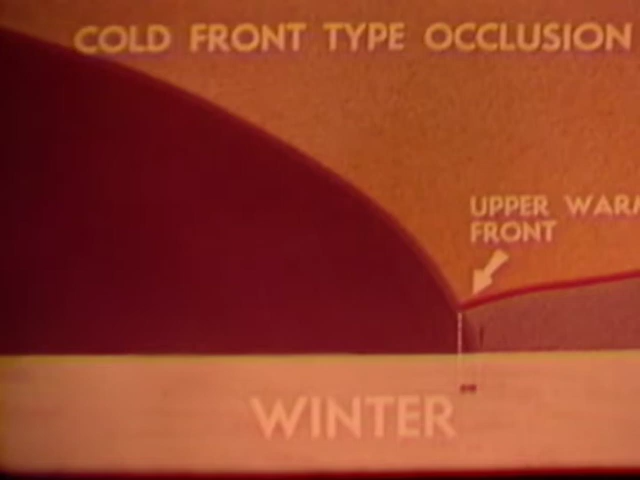 COLD FRONT TYPE OCCLUSION
UPPER WARM
FRONT
WINTER